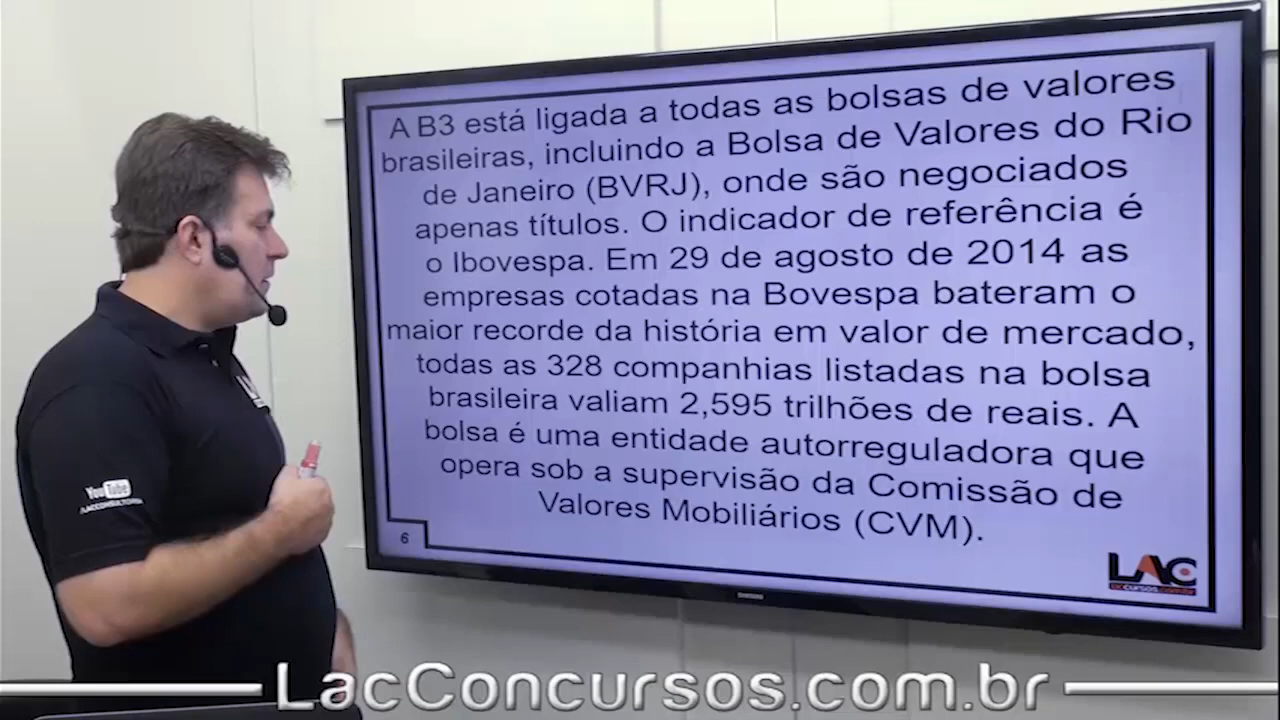 A B3 está ligada a todas as bolsas de valores
brasileiras, incluindo a Bolsa de Valores do Rio
de Janeiro (BVRJ), onde são negociados
apenas títulos. O indicador de referência é
o Ibovespa. Em 29 de agosto de 2014 as
empresas cotadas na Bovespa bateram o
maior recorde da história em valor de mercado,
todas as 328 companhias listadas na bolsa
brasileira valiam 2,595 trilhões de reais. A
bolsa é uma entidade autorreguladora que
opera sob a supervisão da Comissão de
Valores Mobiliários (CVM).
6
LAC
laccursos.com.br
SAMSUNG
YouTube
LacConcursos.com.br